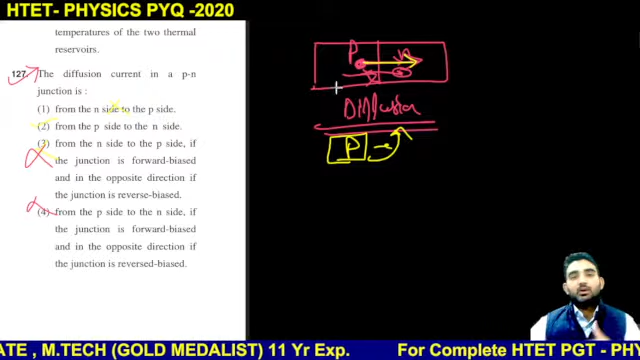 HTET- PHYSICS PYQ -2020
temperatures of the two thermal
reservoirs.
127. The diffusion current in a p-n
junction is :
(1) from the n side to the p side.
(2) from the p side to the n side.
(3) from the n side to the p side, if
the junction is forward-biased
and in the opposite direction if
the junction is reverse-biased.
(4) from the p side to the n side, if
the junction is forward-biased
and in the opposite direction if
the junction is reversed-biased.
P n
Diffusion
P
ATE , M.TECH (GOLD MEDALIST) 11 Yr Exp. For Complete HTET PGT - PHY